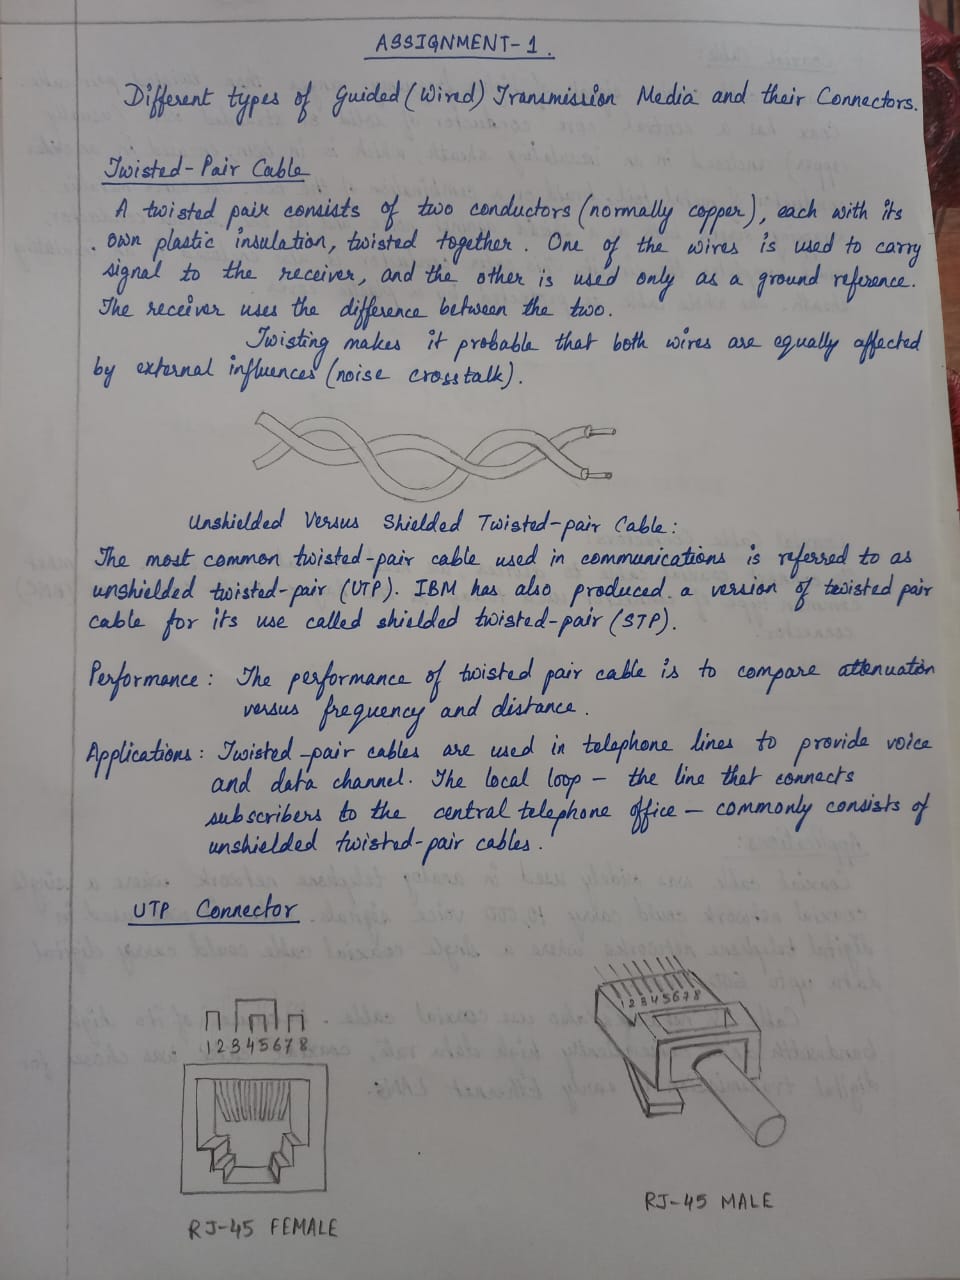 ASSIGNMENT-1.
Different types of Guided (Wired) Transmission Media and their Connectors.
Twisted-Pair Cable
A twisted pair consists of two conductors (normally copper), each with its
own plastic insulation, twisted together. One of the wires is used to carry
signal to the receiver, and the other is used only as a ground reference.
The receiver uses the difference between the two.
Twisting makes it probable that both wires are equally affected
by external influences (noise crosstalk).
Unshielded Versus Shielded Twisted-pair Cable:
The most common twisted-pair cable used in communications is referred to as
unshielded twisted-pair (UTP). IBM has also produced a version of twisted pair
cable for its use called shielded twisted-pair (STP).
Performance: The performance of twisted pair cable is to compare attenuation
versus frequency and distance.
Applications: Twisted-pair cables are used in telephone lines to provide voice
and data channel. The local loop – the line that connects
subscribers to the central telephone office – commonly consists of
unshielded twisted-pair cables.
UTP Connector
12345678
12345678
RJ-45 FEMALE
RJ-45 MALE